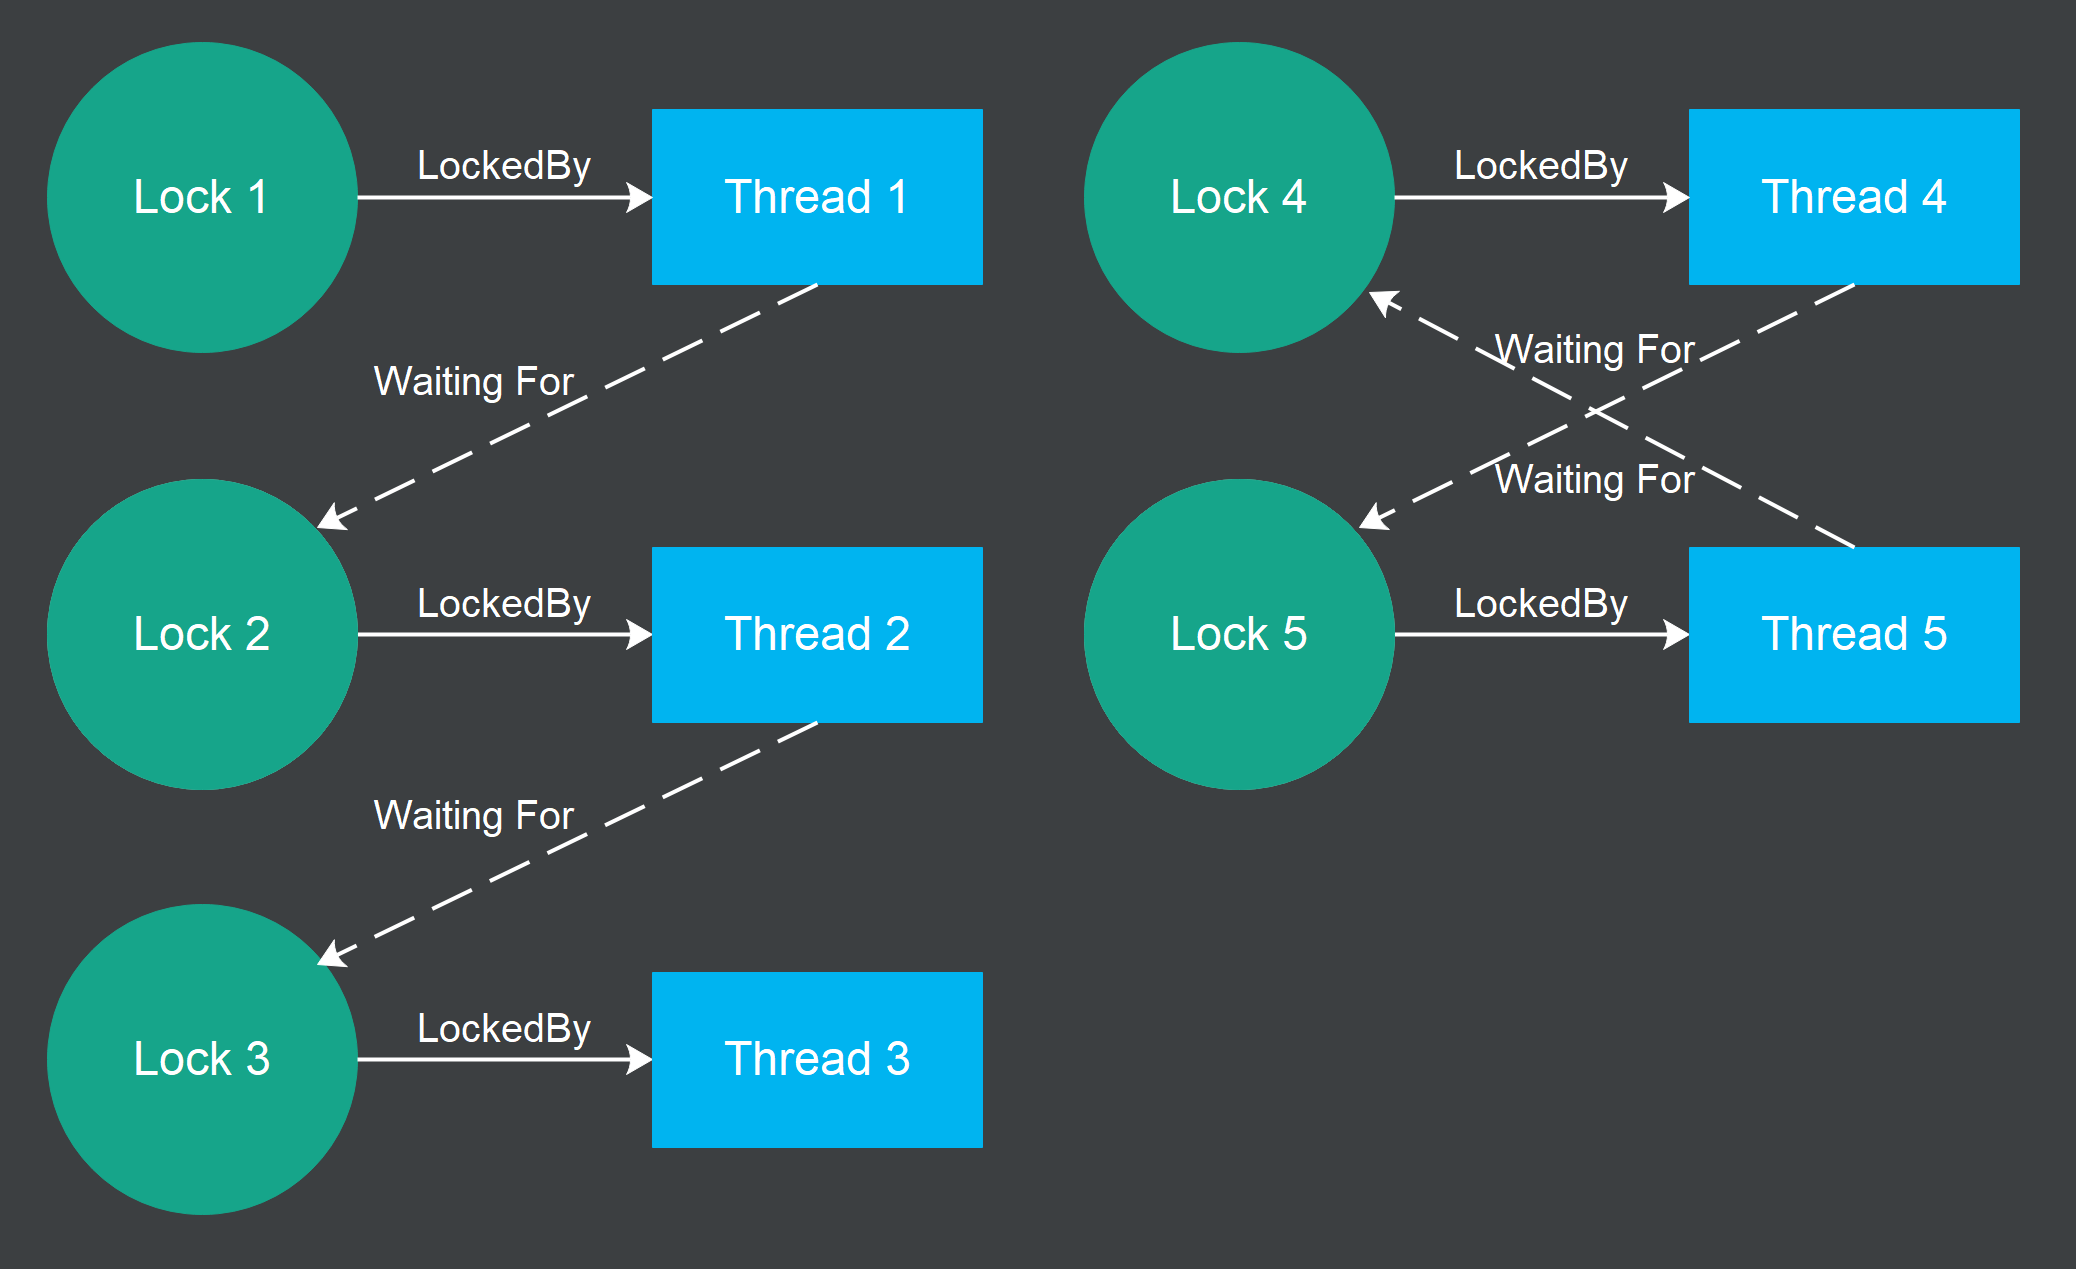 Lock 1
LockedBy
Thread 1
Waiting For
Lock 2
LockedBy
Thread 2
Waiting For
Lock 3
LockedBy
Thread 3
Lock 4
LockedBy
Thread 4
Waiting For
Waiting For
Lock 5
LockedBy
Thread 5